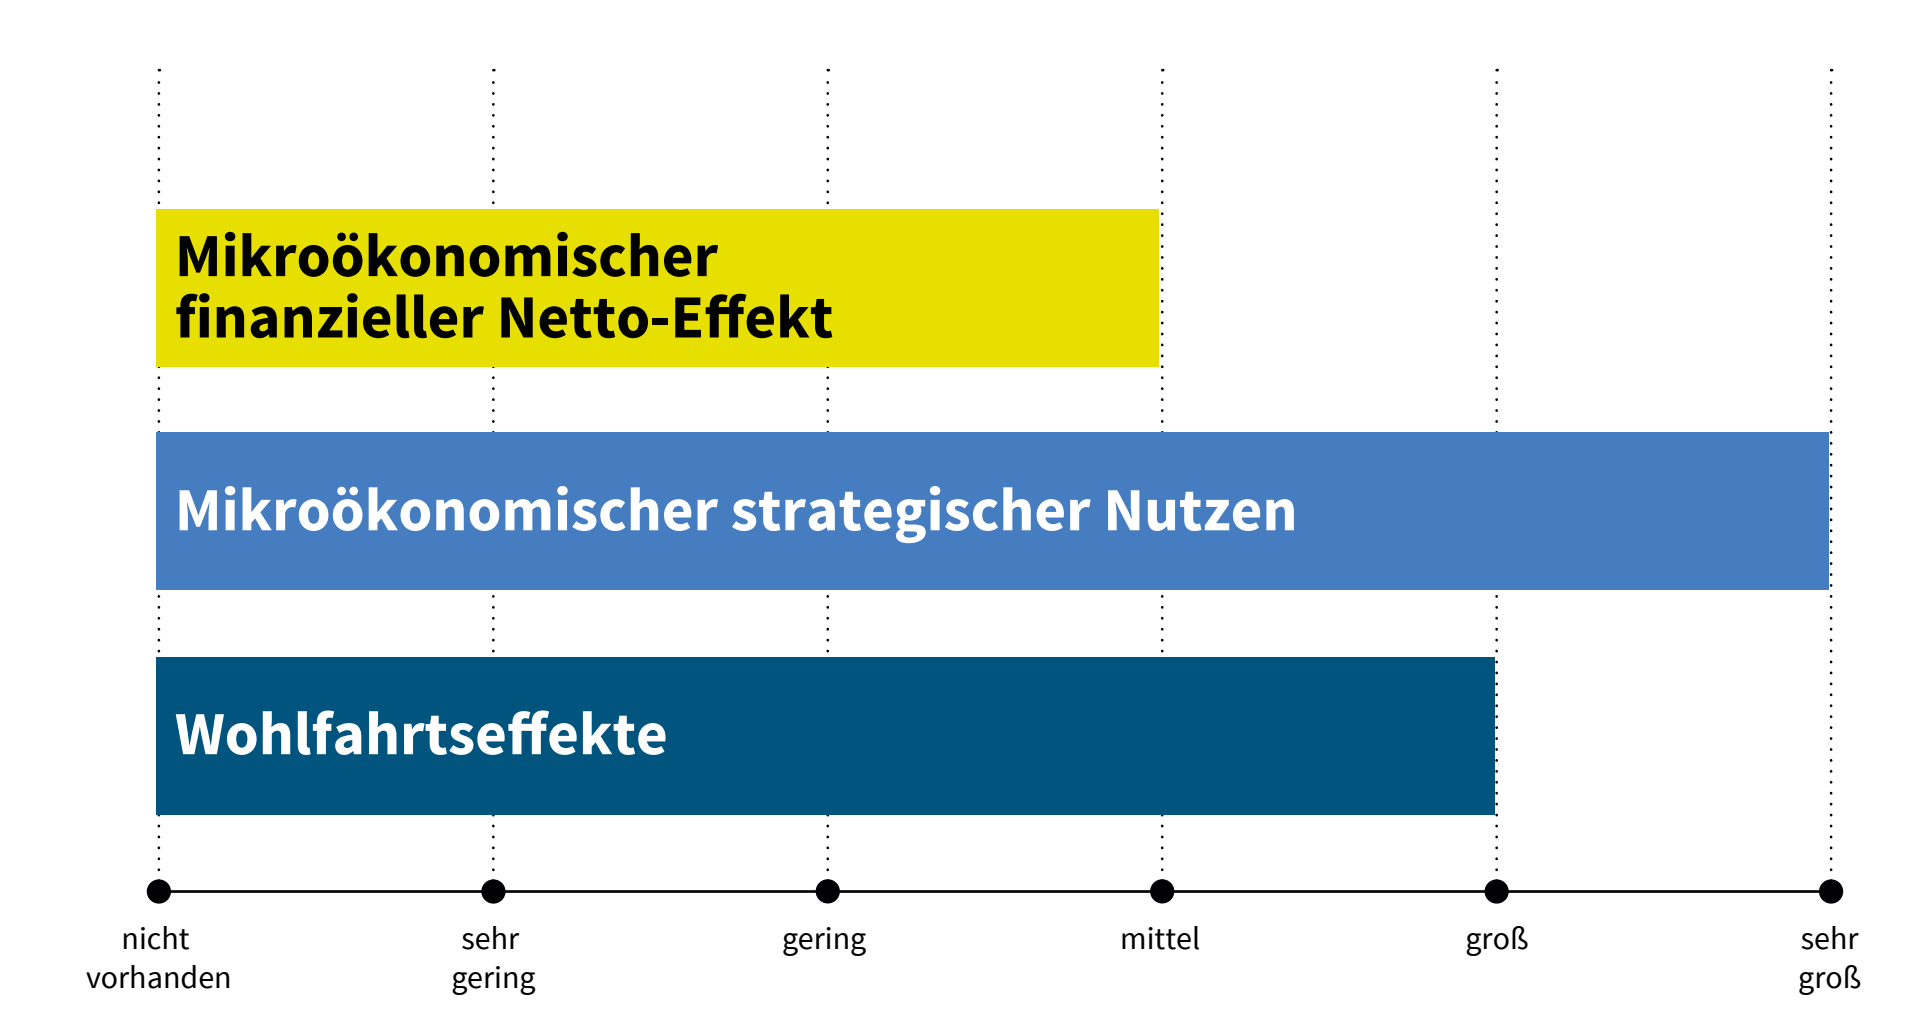 Mikroökonomischer
finanzieller Netto-Effekt
Mikroökonomischer strategischer Nutzen
Wohlfahrtseffekte
nicht
vorhanden
sehr
gering
gering
mittel
groß
sehr
groß